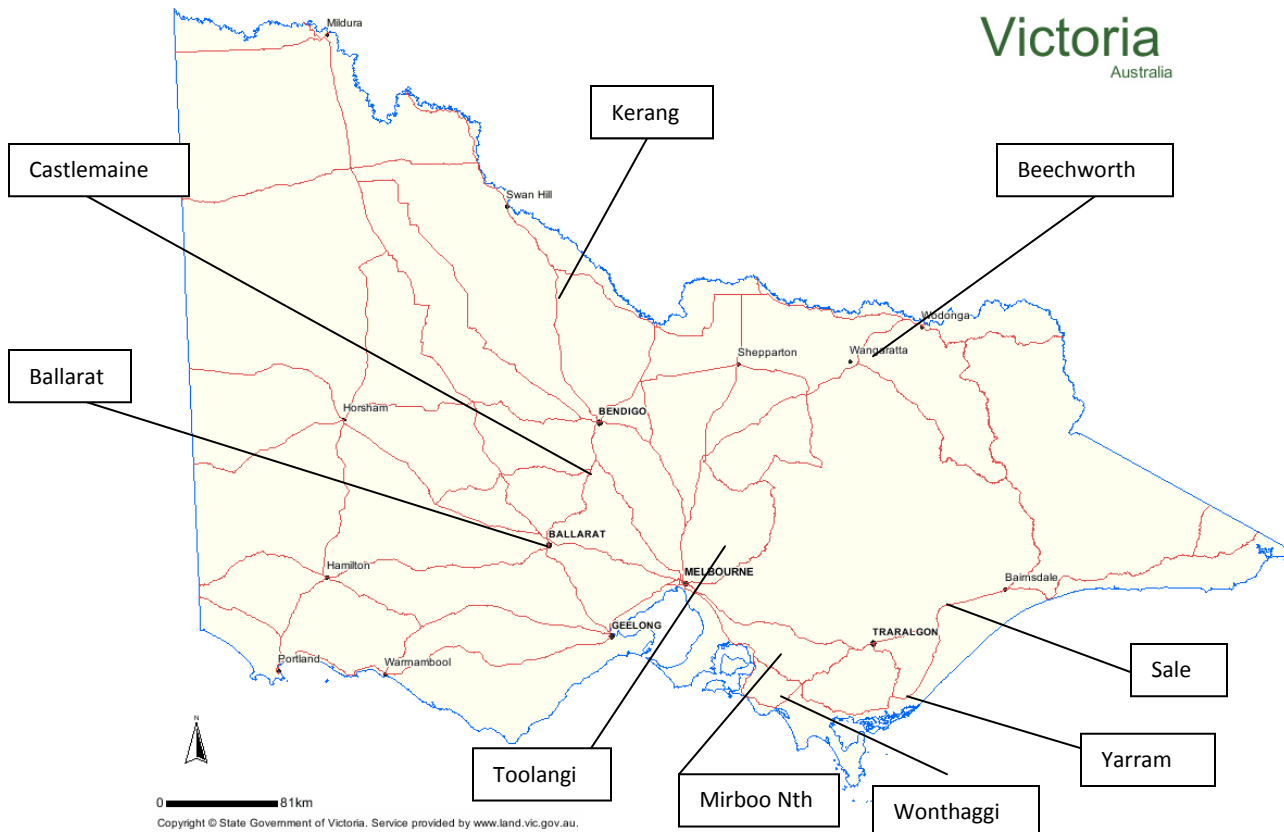 Victoria
Australia
Mildura
Kerang
Castlemaine
Beechworth
Swan Hill
Wodonga
Shepparton
Wangaratta
Ballarat
Horsham
BENDIGO
BALLARAT
Hamilton
MELBOURNE
Bairnsdale
GEELONG
TRARALGON
Portland
Warrnambool
Sale
N
Toolangi
Mirboo Nth
Wonthaggi
Yarram
0 81km
Copyright © State Government of Victoria. Service provided by www.land.vic.gov.au.